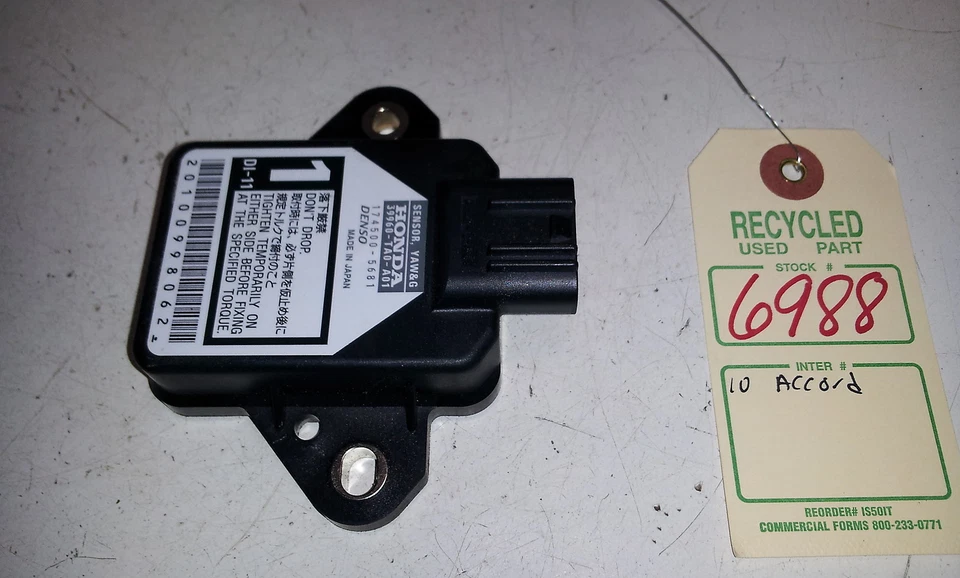 SENSOR, YAW&G
HONDA
39960-TA0-A01
174500-5681
DENSO
MADE IN JAPAN
1
DI-11
落下厳禁
DON'T DROP.
取付時には、必ず片側を仮止め後に
規定トルクで締付のこと
TIGHTEN TEMPORARILY ON
EITHER SIDE BEFORE FIXING
AT THE SPECIFIED TORQUE.
20100998062
RECYCLED
USED PART
STOCK #
6988
INTER #
10 Accord
REORDER# IS50IT
COMMERCIAL FORMS 800-233-0771